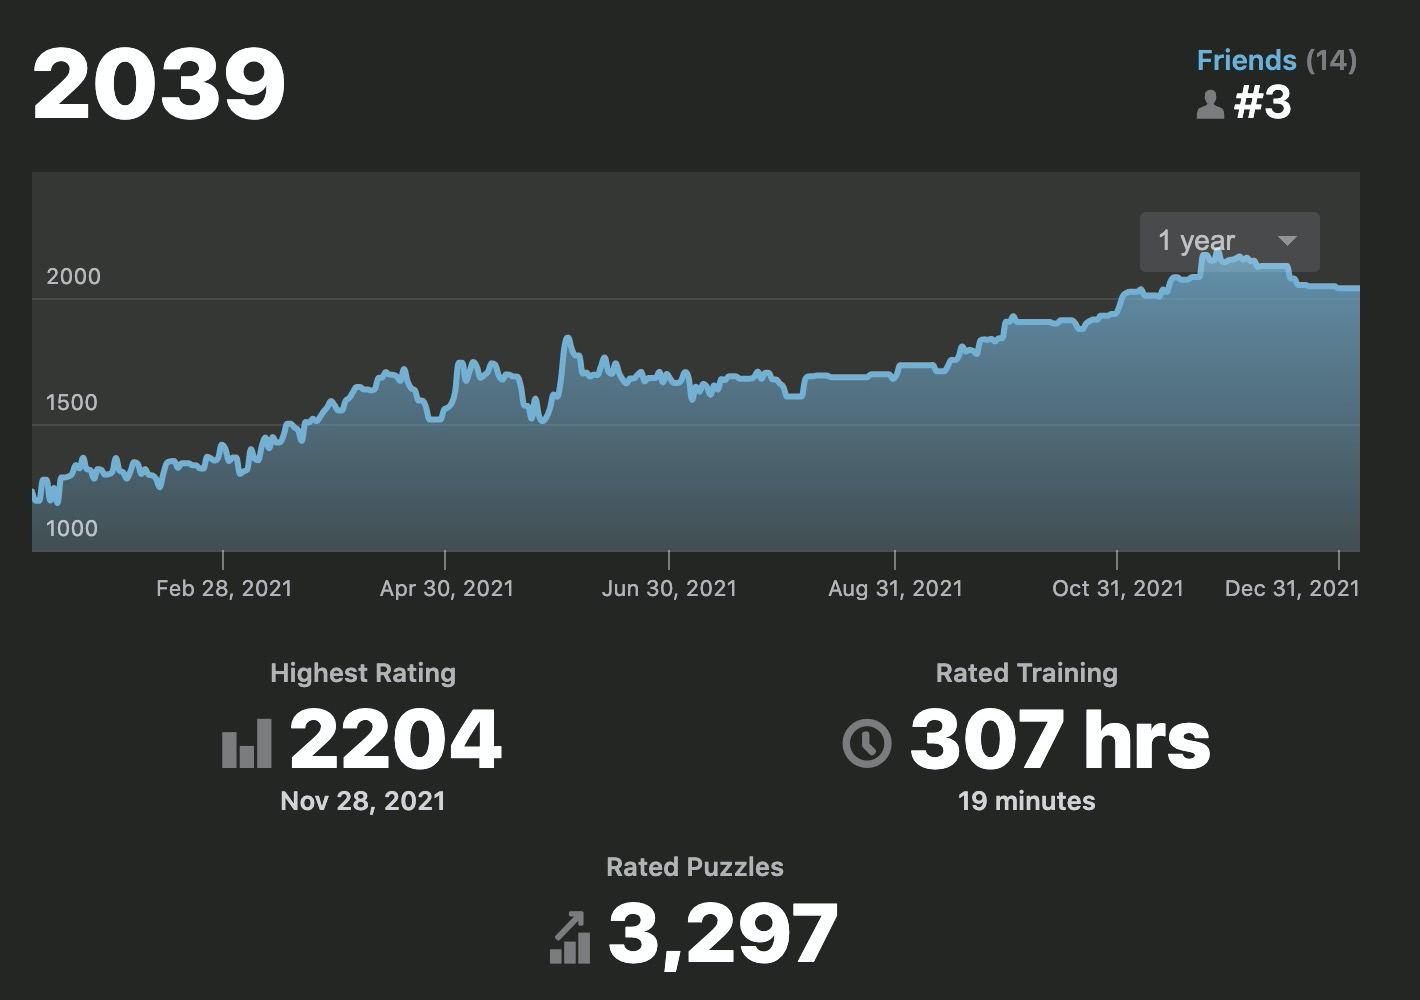 2039
Friends (14)
#3
1 year
2000
1500
1000
Feb 28, 2021
Apr 30, 2021
Jun 30, 2021
Aug 31, 2021
Oct 31, 2021
Dec 31, 2021
Highest Rating
2204
Nov 28, 2021
Rated Training
307 hrs
19 minutes
Rated Puzzles
3,297